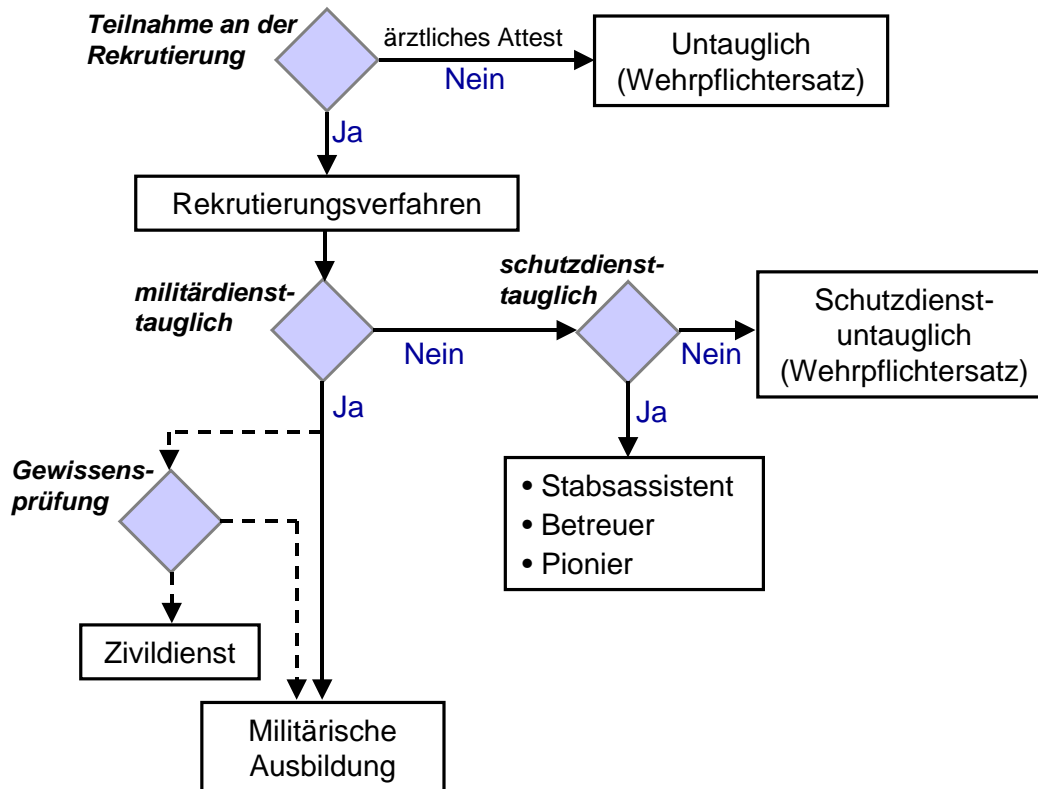 Teilnahme an der
Rekrutierung
ärztliches Attest
Nein
Untauglich
(Wehrpflichtersatz)
Ja
Rekrutierungsverfahren
militärdienst-
tauglich
Nein
schutzdienst-
tauglich
Nein
Schutzdienst-
untauglich
(Wehrpflichtersatz)
Ja
Ja
• Stabsassistent
• Betreuer
• Pionier
Gewissens-
prüfung
Zivildienst
Militärische
Ausbildung